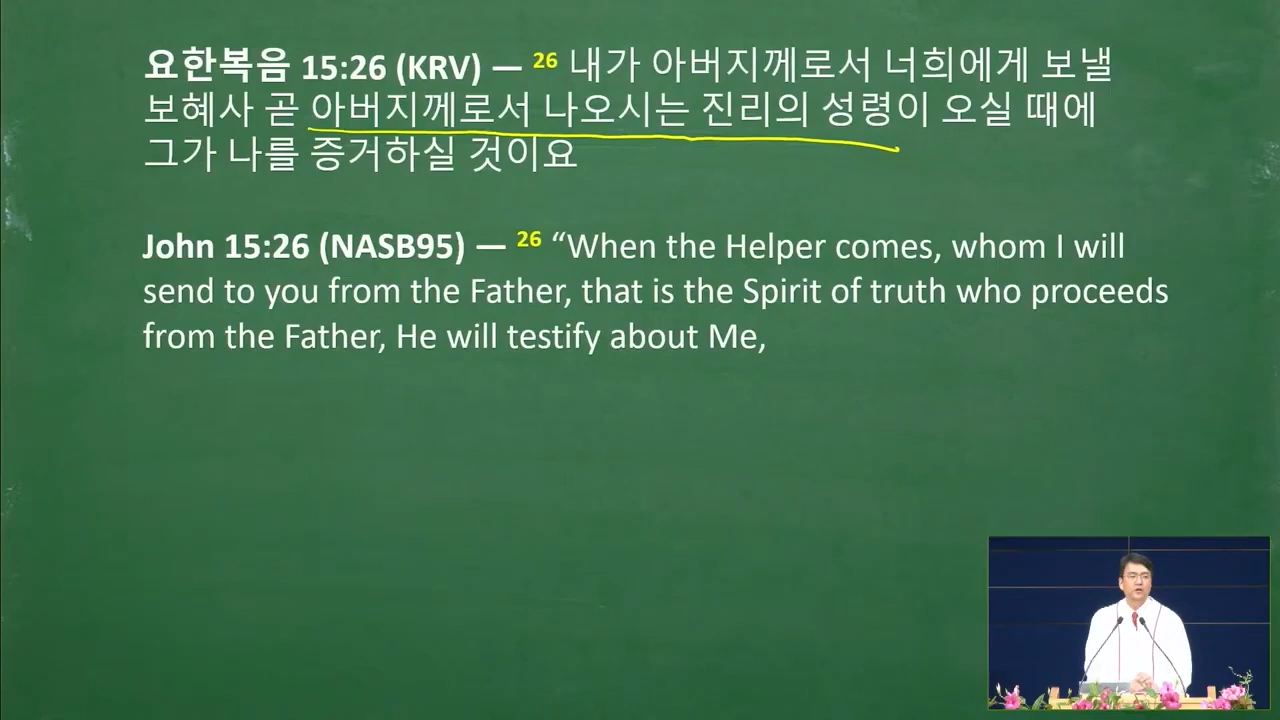 요한복음 15:26 (KRV) — 26 내가 아버지께로서 너희에게 보낼
보혜사 곧 아버지께로서 나오시는 진리의 성령이 오실 때에
그가 나를 증거하실 것이요
John 15:26 (NASB95) — 26 “When the Helper comes, whom I will
send to you from the Father, that is the Spirit of truth who proceeds
from the Father, He will testify about Me,